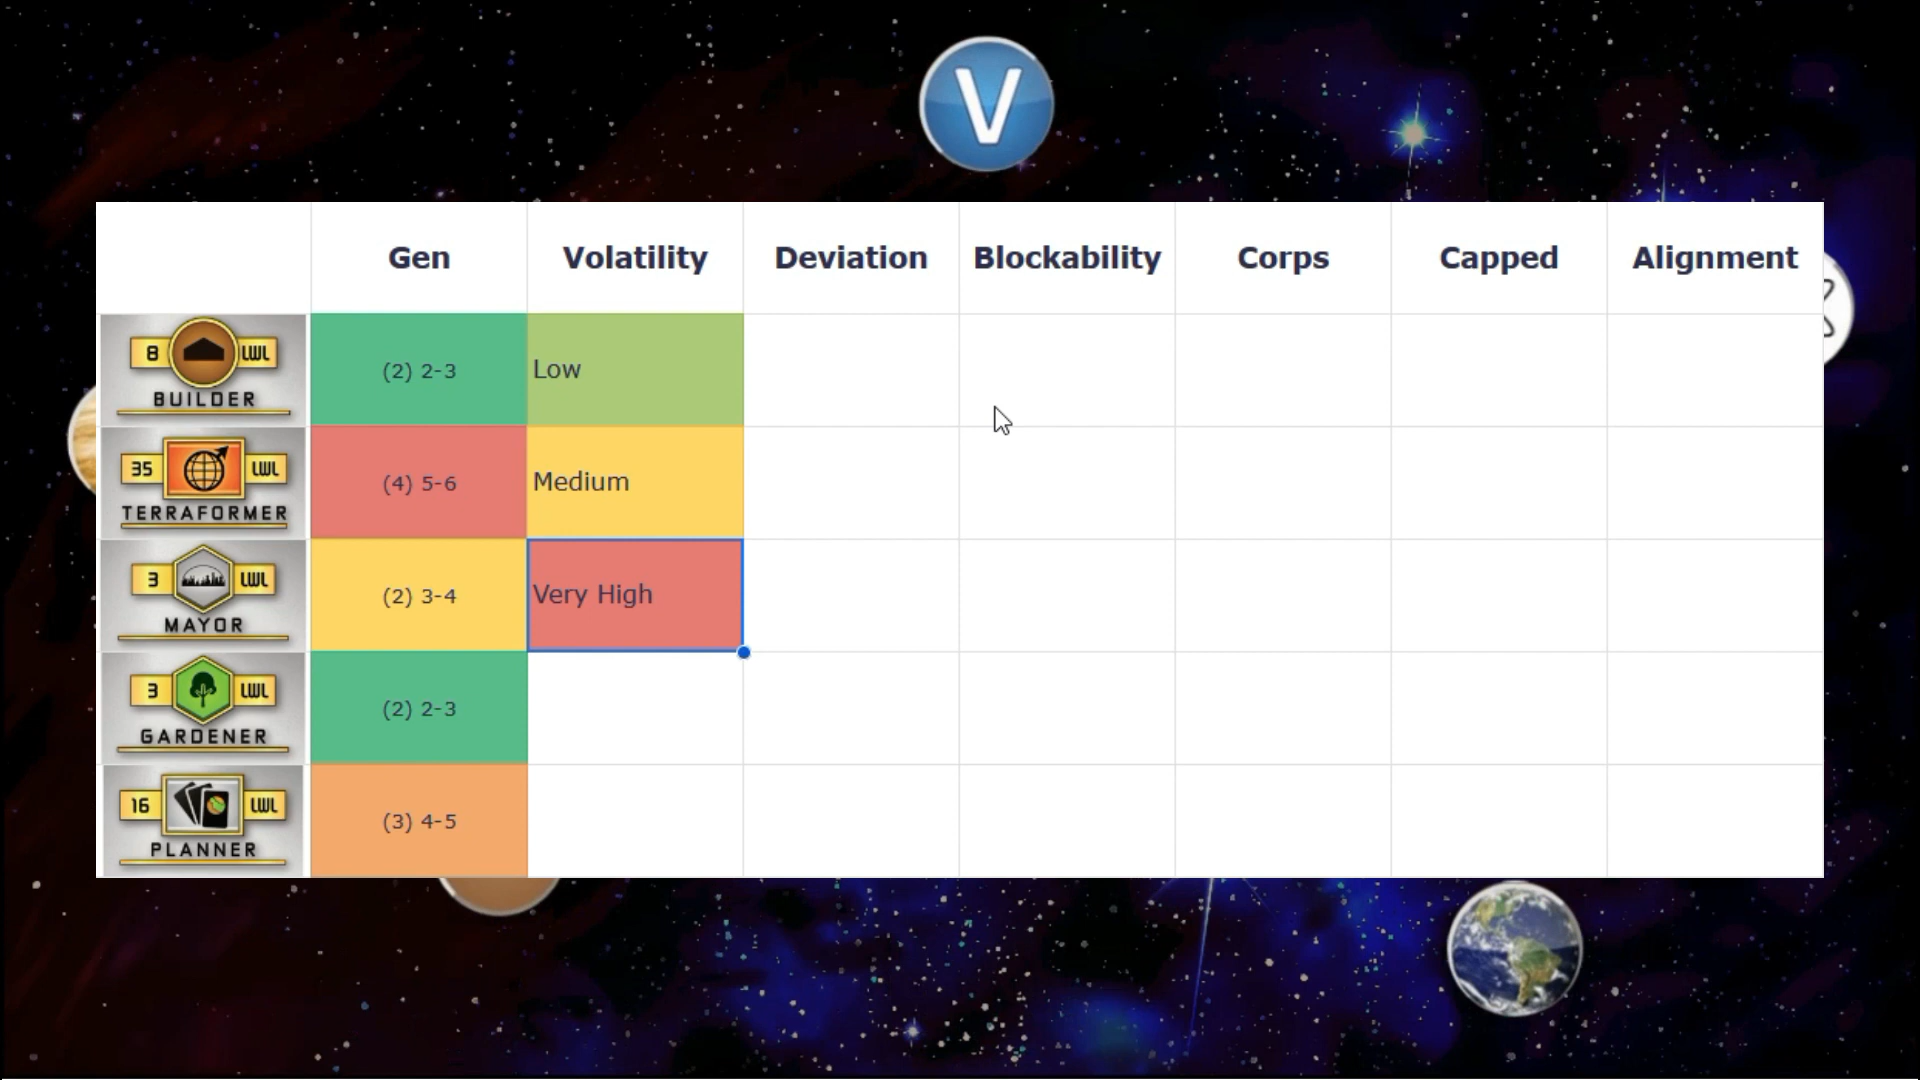 V
Gen Volatility Deviation Blockability Corps Capped Alignment
8 LWL
BUILDER
(2) 2-3 Low
35 LWL
TERRAFORMER
(4) 5-6 Medium
3 LWL
MAYOR
(2) 3-4 Very High
3 LWL
GARDENER
(2) 2-3
16 LWL
PLANNER
(3) 4-5